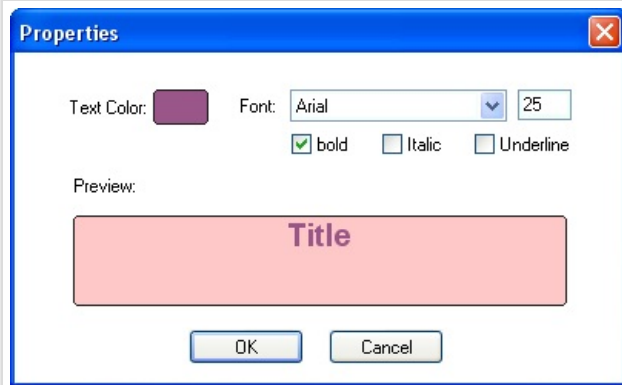 Properties
Text Color: Font: Arial 25
bold Italic Underline
Preview:
Title
OK Cancel